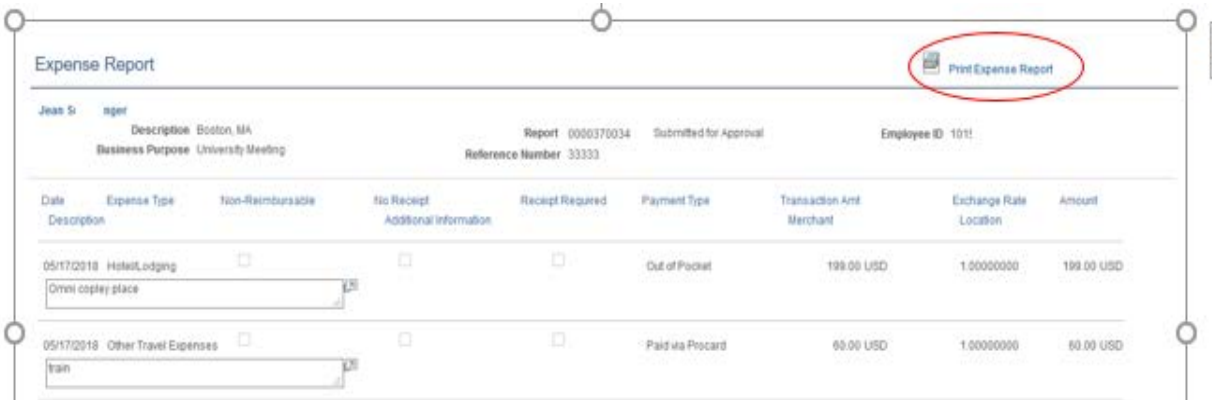 Expense Report
Print Expense Report
Jean S nger
Description Boston, MA Report 0000370034 Submitted for Approval Employee ID 101
Business Purpose University Meeting Reference Number 33333
Date Expense Type Non-Reimbursable No Receipt Receipt Required Payment Type Transaction Amt Exchange Rate Amount
Description Additional Information Merchant Location
05/17/2018 Hotel/Lodging Out of Pocket 199.00 USD 1.00000000 199.00 USD
Omni copley place
05/17/2018 Other Travel Expenses Paid via Procard 60.00 USD 1.00000000 60.00 USD
train